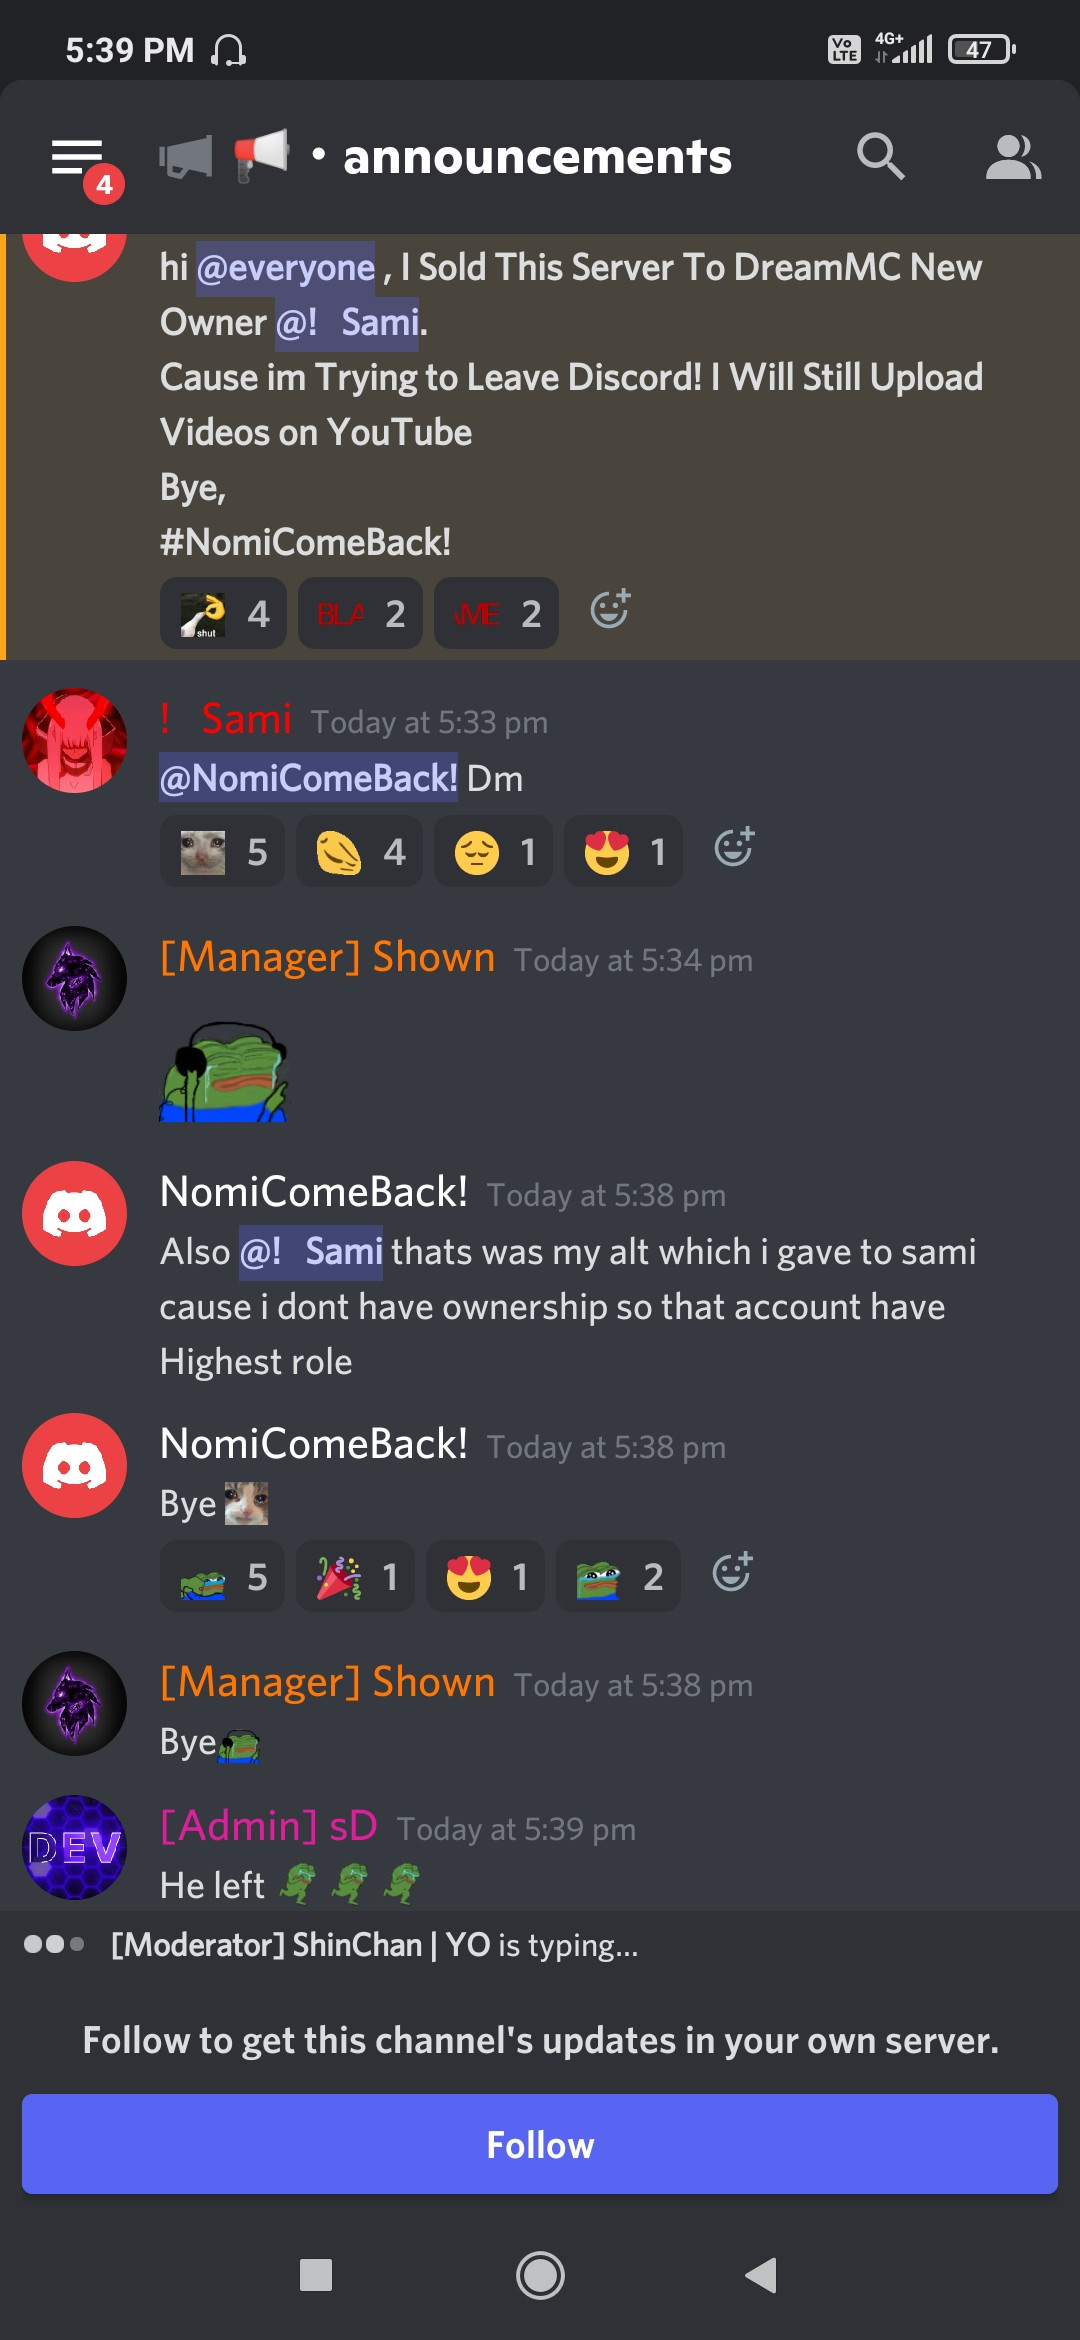 5:39 PM
Vo LTE 4G+ 47
• announcements
4
hi @everyone , I Sold This Server To DreamMC New
Owner @! Sami.
Cause im Trying to Leave Discord! I Will Still Upload
Videos on YouTube
Bye,
#NomiComeBack!
shut 4 BLA 2 AME 2
! Sami Today at 5:33 pm
@NomiComeBack! Dm
5 4 1 1
[Manager] Shown Today at 5:34 pm
NomiComeBack! Today at 5:38 pm
Also @! Sami thats was my alt which i gave to sami
cause i dont have ownership so that account have
Highest role
NomiComeBack! Today at 5:38 pm
Bye
5 1 1 2
[Manager] Shown Today at 5:38 pm
Bye
[Admin] sD Today at 5:39 pm
DEV
He left
[Moderator] ShinChan | YO is typing...
Follow to get this channel's updates in your own server.
Follow